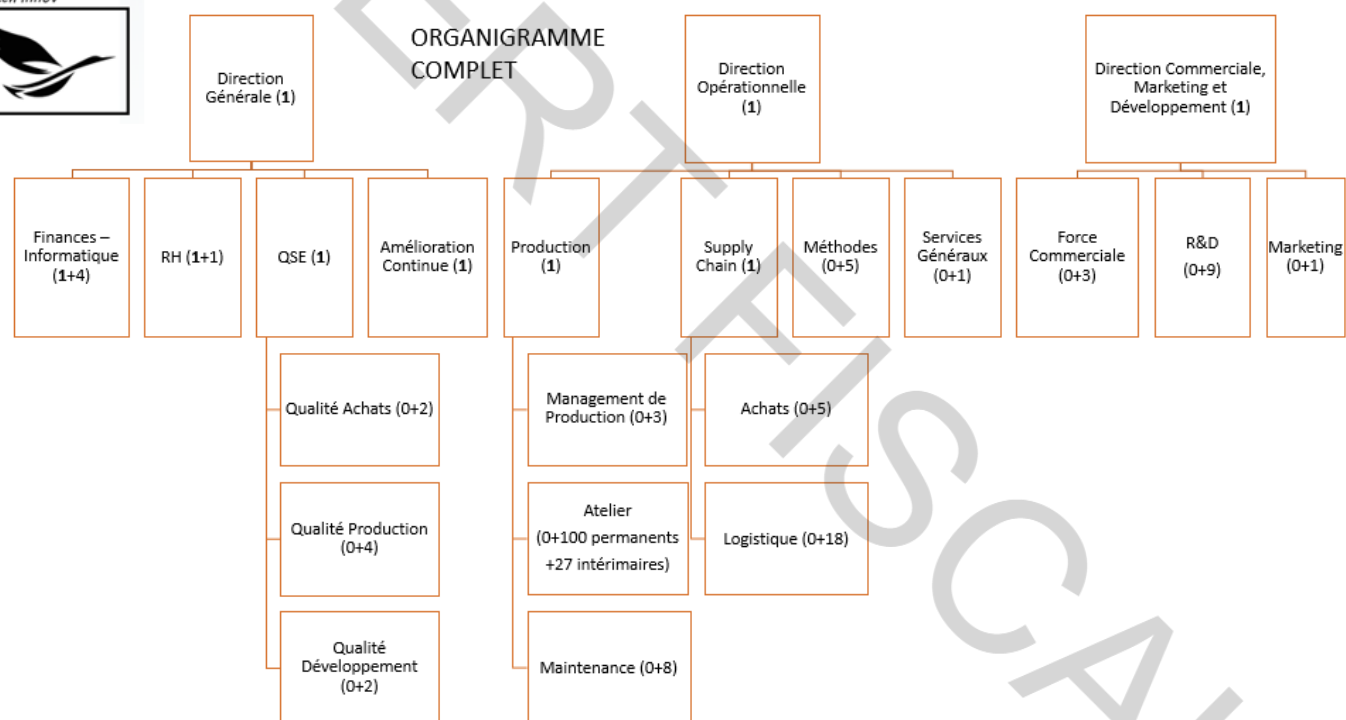 ORGANIGRAMME
COMPLET
Direction
Générale (1)
Direction
Opérationnelle
(1)
Direction Commerciale,
Marketing et
Développement (1)
Finances –
Informatique
(1+4)
RH (1+1)
QSE (1)
Amélioration
Continue (1)
Production
(1)
Supply
Chain (1)
Méthodes
(0+5)
Services
Généraux
(0+1)
Force
Commerciale
(0+3)
R&D
(0+9)
Marketing
(0+1)
Qualité Achats (0+2)
Management de
Production (0+3)
Achats (0+5)
Qualité Production
(0+4)
Atelier
(0+100 permanents
+27 intérimaires)
Logistique (0+18)
Qualité
Développement
(0+2)
Maintenance (0+8)
ERT FISCA